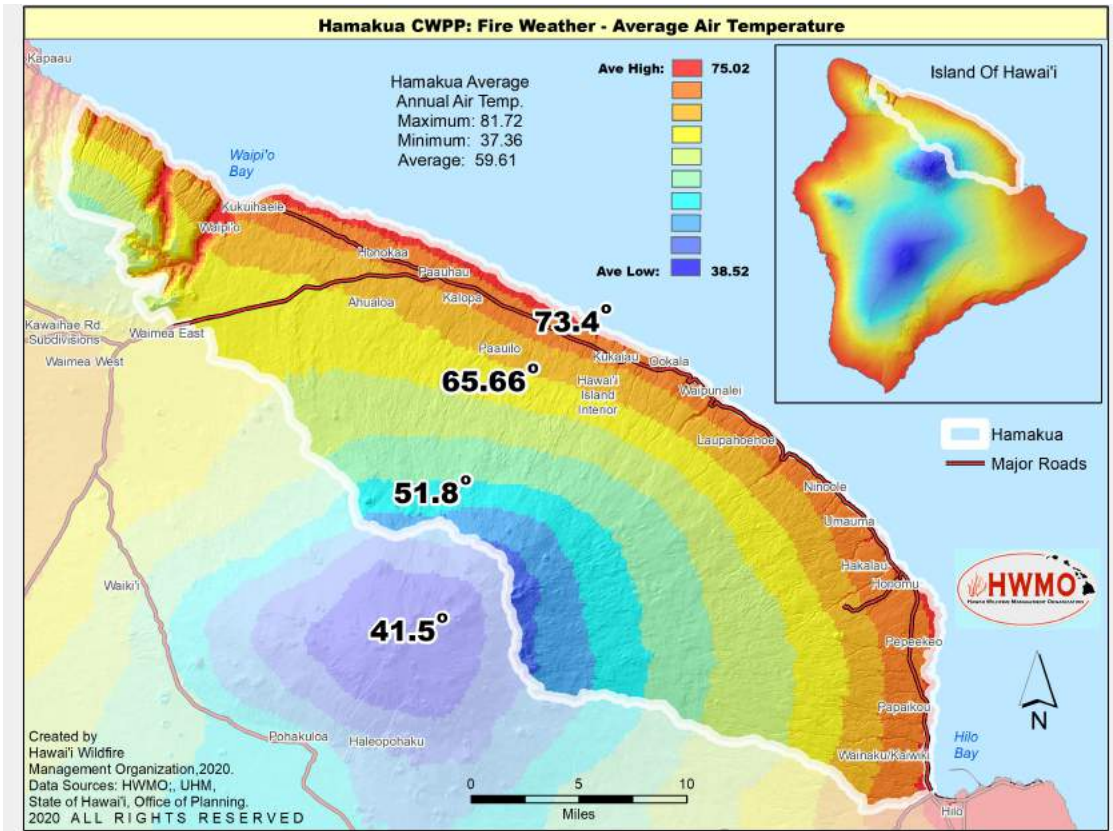 Hamakua CWPP: Fire Weather - Average Air Temperature
Kapaau
Hamakua Average
Annual Air Temp.
Maximum: 81.72
Minimum: 37.36
Average: 59.61
Ave High: 75.02
Ave Low: 38.52
Island Of Hawai'i
Waipi'o
Bay
Kukuihaele
Waipi'o
Honokaa
Paauhau
Ahualoa
Kalopa
73.4°
Kawaihae Rd.
Subdivisions
Waimea East
Waimea West
Paauilo
Kukaiau
Ookala
65.66°
Hawai'i
Island
Interior
Waipunalei
Laupahoehoe
Hamakua
Major Roads
51.8°
Ninole
Umauma
Hakalau
Honomu
Waiki'i
HWMO
Hawaii Wildfire Management Organization
41.5°
Pepeekeo
N
Papaikou
Pohakuloa
Haleopohaku
Wainaku/Kaiwiki
Hilo
Bay
Hilo
0 5 10
Miles
Created by
Hawai'i Wildfire
Management Organization,2020.
Data Sources: HWMO;, UHM,
State of Hawai'i, Office of Planning.
2020 ALL RIGHTS RESERVED